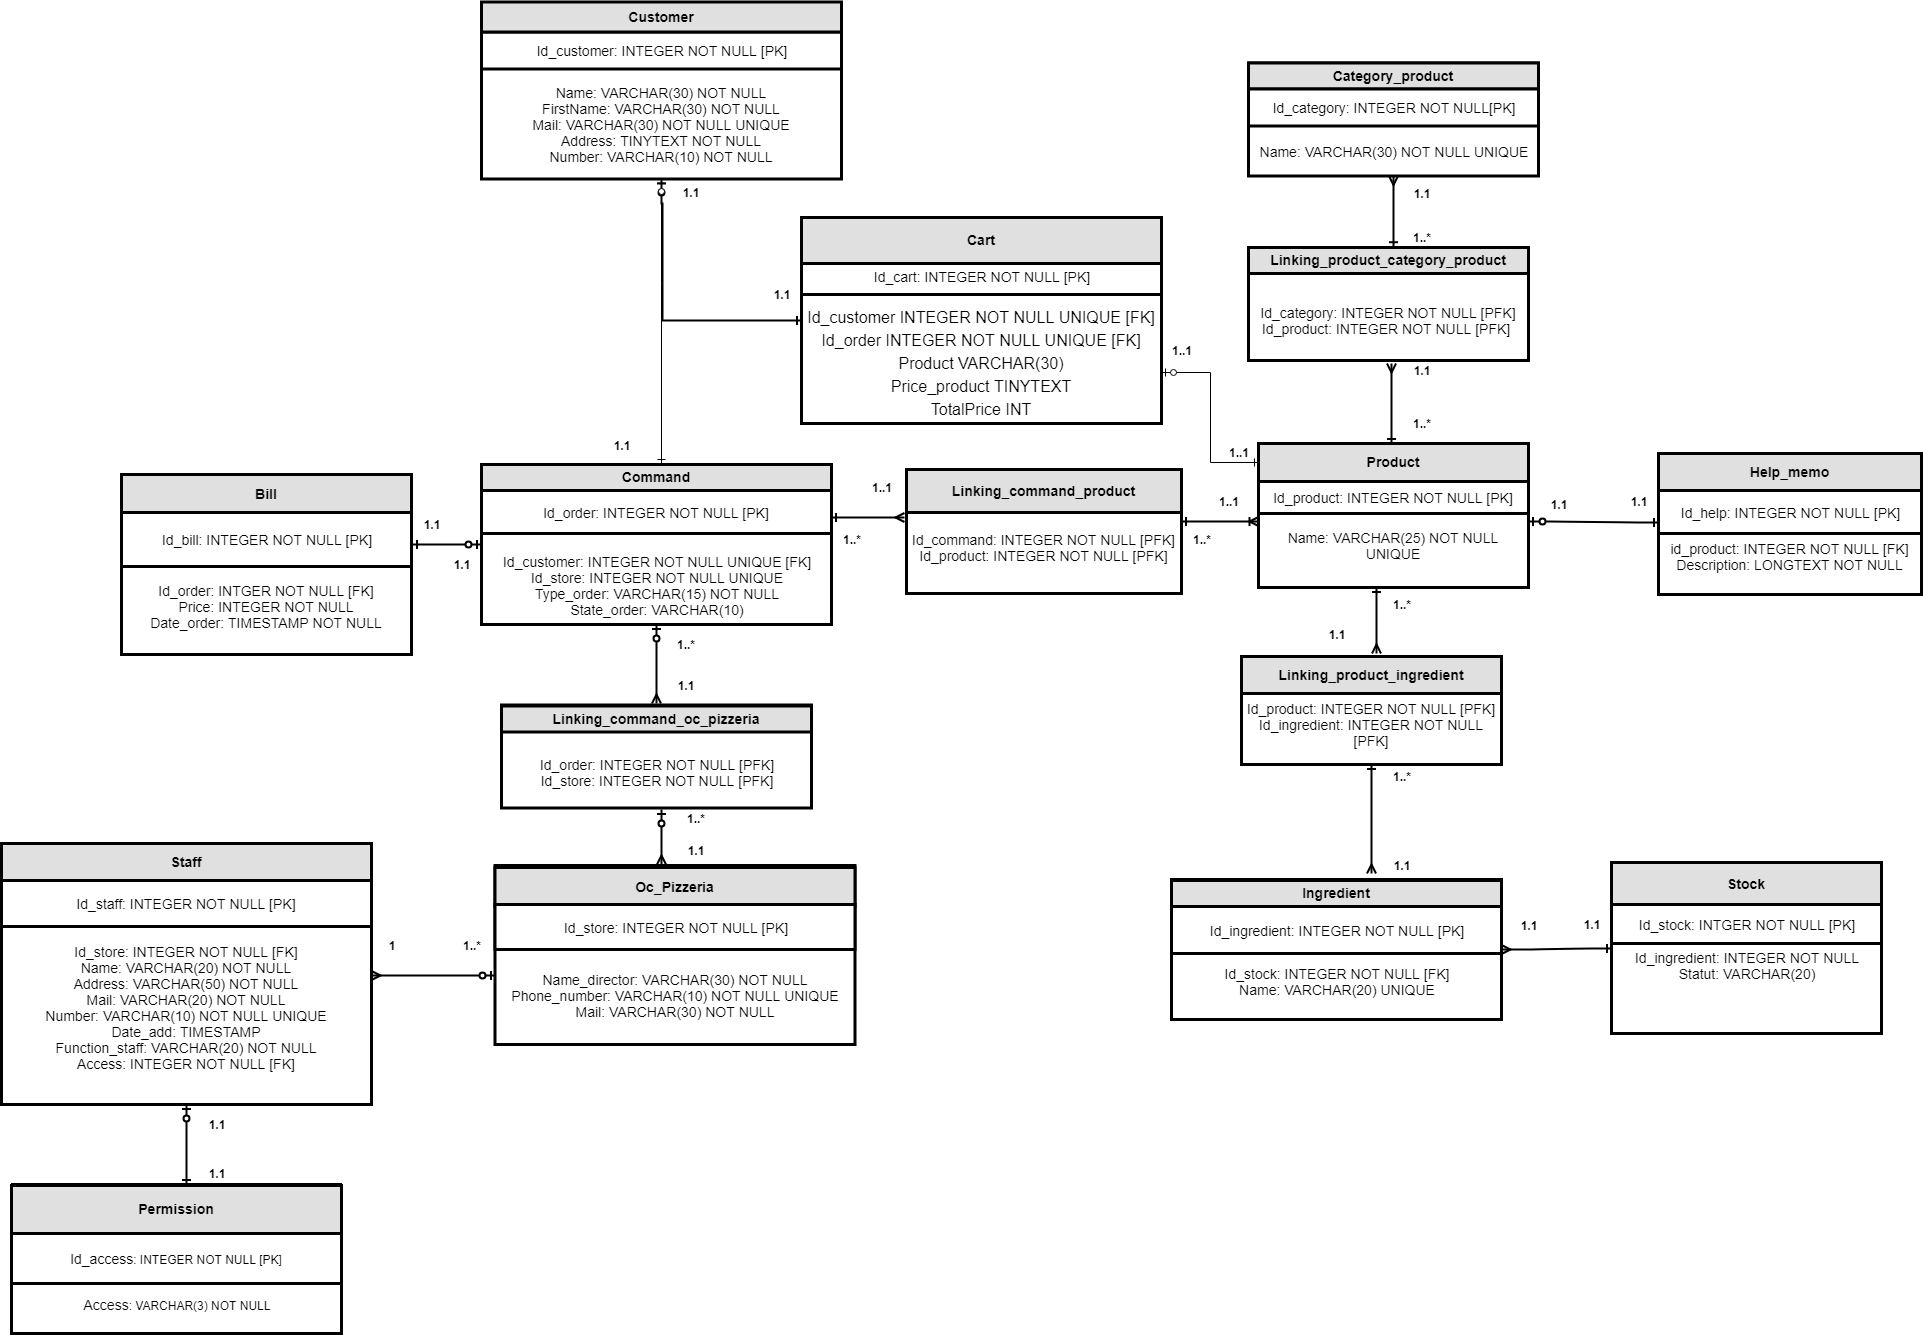 Customer
Id_customer: INTEGER NOT NULL [PK]
Name: VARCHAR(30) NOT NULL
FirstName: VARCHAR(30) NOT NULL
Mail: VARCHAR(30) NOT NULL UNIQUE
Address: TINYTEXT NOT NULL
Number: VARCHAR(10) NOT NULL
1.1
Category_product
Id_category: INTEGER NOT NULL[PK]
Name: VARCHAR(30) NOT NULL UNIQUE
1.1
1..*
Cart
Id_cart: INTEGER NOT NULL [PK]
Id_customer INTEGER NOT NULL UNIQUE [FK]
Id_order INTEGER NOT NULL UNIQUE [FK]
Product VARCHAR(30)
Price_product TINYTEXT
TotalPrice INT
1.1
1..1
Linking_product_category_product
Id_category: INTEGER NOT NULL [PFK]
Id_product: INTEGER NOT NULL [PFK]
1.1
1..*
1.1
1..1
Bill
Id_bill: INTEGER NOT NULL [PK]
Id_order: INTGER NOT NULL [FK]
Price: INTEGER NOT NULL
Date_order: TIMESTAMP NOT NULL
1.1
1.1
Command
Id_order: INTEGER NOT NULL [PK]
Id_customer: INTEGER NOT NULL UNIQUE [FK]
Id_store: INTEGER NOT NULL UNIQUE
Type_order: VARCHAR(15) NOT NULL
State_order: VARCHAR(10)
1..1
1..*
Linking_command_product
Id_command: INTEGER NOT NULL [PFK]
Id_product: INTEGER NOT NULL [PFK]
1..1
1..*
Product
Id_product: INTEGER NOT NULL [PK]
Name: VARCHAR(25) NOT NULL
UNIQUE
1..1
1..1
Help_memo
Id_help: INTEGER NOT NULL [PK]
id_product: INTEGER NOT NULL [FK]
Description: LONGTEXT NOT NULL
1..*
1.1
1..*
1.1
Linking_product_ingredient
Id_product: INTEGER NOT NULL [PFK]
Id_ingredient: INTEGER NOT NULL
[PFK]
1..*
1.1
Linking_command_oc_pizzeria
Id_order: INTEGER NOT NULL [PFK]
Id_store: INTEGER NOT NULL [PFK]
1..*
1.1
Staff
Id_staff: INTEGER NOT NULL [PK]
Id_store: INTEGER NOT NULL [FK]
Name: VARCHAR(20) NOT NULL
Address: VARCHAR(50) NOT NULL
Mail: VARCHAR(20) NOT NULL
Number: VARCHAR(10) NOT NULL UNIQUE
Date_add: TIMESTAMP
Function_staff: VARCHAR(20) NOT NULL
Access: INTEGER NOT NULL [FK]
1
1..*
Oc_Pizzeria
Id_store: INTEGER NOT NULL [PK]
Name_director: VARCHAR(30) NOT NULL
Phone_number: VARCHAR(10) NOT NULL UNIQUE
Mail: VARCHAR(30) NOT NULL
Ingredient
Id_ingredient: INTEGER NOT NULL [PK]
Id_stock: INTEGER NOT NULL [FK]
Name: VARCHAR(20) UNIQUE
1.1
1.1
Stock
Id_stock: INTGER NOT NULL [PK]
Id_ingredient: INTEGER NOT NULL
Statut: VARCHAR(20)
1.1
1.1
Permission
Id_access: INTEGER NOT NULL [PK]
Access: VARCHAR(3) NOT NULL